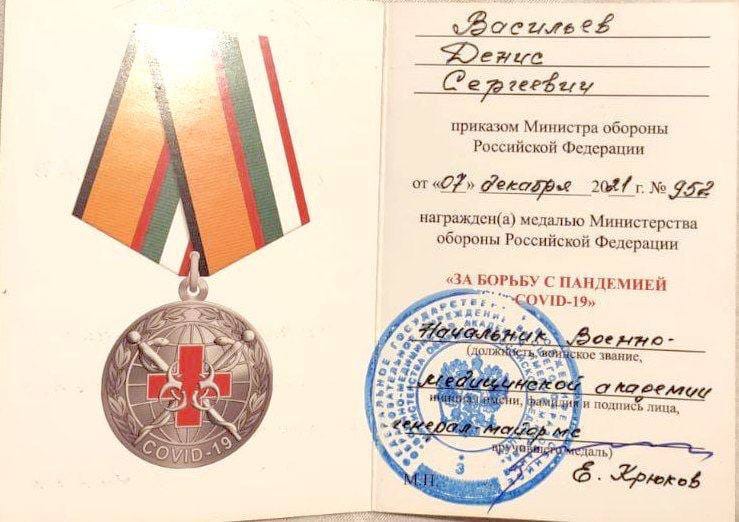 COVID-19
Васильев
Денис
Сергеевич
приказом Министра обороны
Российской Федерации
от «07» декабря 2021 г. № 952
награжден(а) медалью Министерства
обороны Российской Федерации
«ЗА БОРЬБУ С ПАНДЕМИЕЙ
COVID-19»
Начальник Военно-
(должность, воинское звание,
медицинской академии
инициал имени, фамилия и подпись лица,
генерал-майор мс
вручившего медаль)
Е. Крюков
М.П.